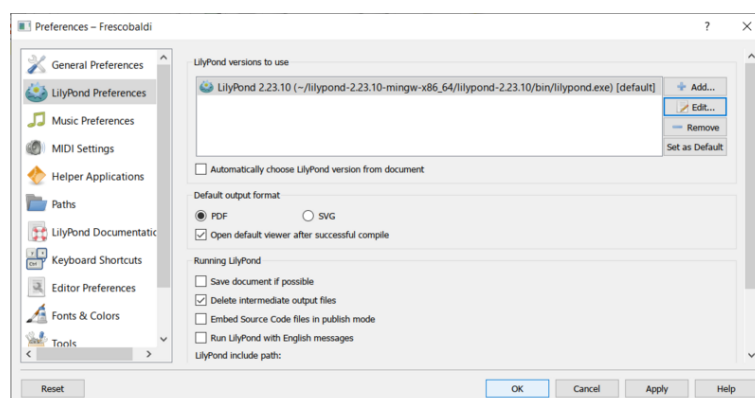 Preferences – Frescobaldi
General Preferences
LilyPond Preferences
Music Preferences
MIDI Settings
Helper Applications
Paths
LilyPond Documentatic
Keyboard Shortcuts
Editor Preferences
Fonts & Colors
Tools
LilyPond versions to use
LilyPond 2.23.10 (~/lilypond-2.23.10-mingw-x86_64/lilypond-2.23.10/bin/lilypond.exe) [default]
Add...
Edit...
Remove
Set as Default
Automatically choose LilyPond version from document
Default output format
PDF SVG
Open default viewer after successful compile
Running LilyPond
Save document if possible
Delete intermediate output files
Embed Source Code files in publish mode
Run LilyPond with English messages
LilyPond include path:
Reset OK Cancel Apply Help